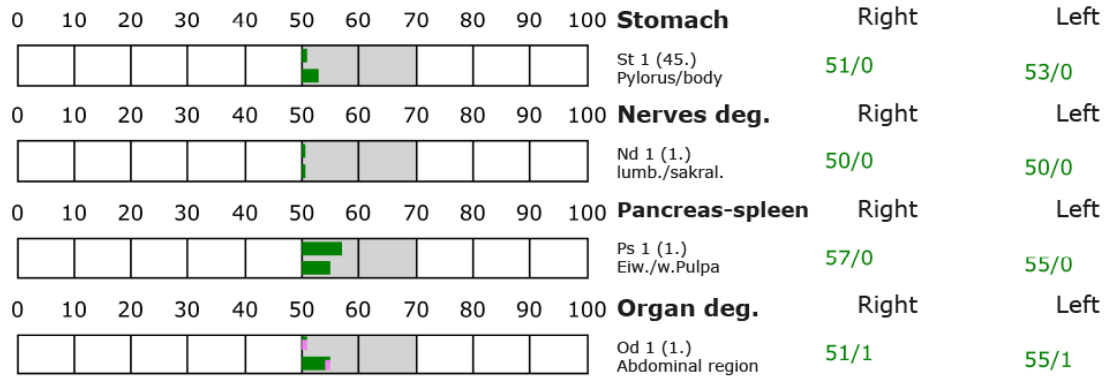 0 10 20 30 40 50 60 70 80 90 100 Stomach Right Left
St 1 (45.) 51/0 53/0
Pylorus/body
0 10 20 30 40 50 60 70 80 90 100 Nerves deg. Right Left
Nd 1 (1.) 50/0 50/0
lumb./sakral.
0 10 20 30 40 50 60 70 80 90 100 Pancreas-spleen Right Left
Ps 1 (1.) 57/0 55/0
Eiw./w.Pulpa
0 10 20 30 40 50 60 70 80 90 100 Organ deg. Right Left
Od 1 (1.) 51/1 55/1
Abdominal region